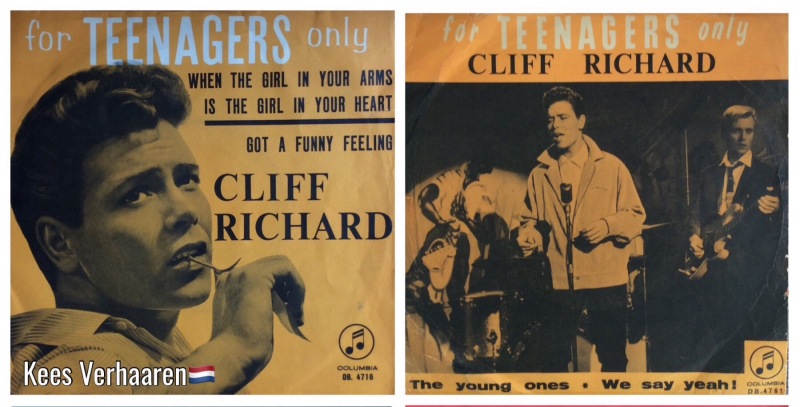 for TEENAGERS only
WHEN THE GIRL IN YOUR ARMS
IS THE GIRL IN YOUR HEART
GOT A FUNNY FEELING
CLIFF
RICHARD
COLUMBIA
DB. 4716
Kees Verhaaren🇳🇱
for TEENAGERS only
CLIFF RICHARD
The young ones • We say yeah!
COLUMBIA
DB. 4761